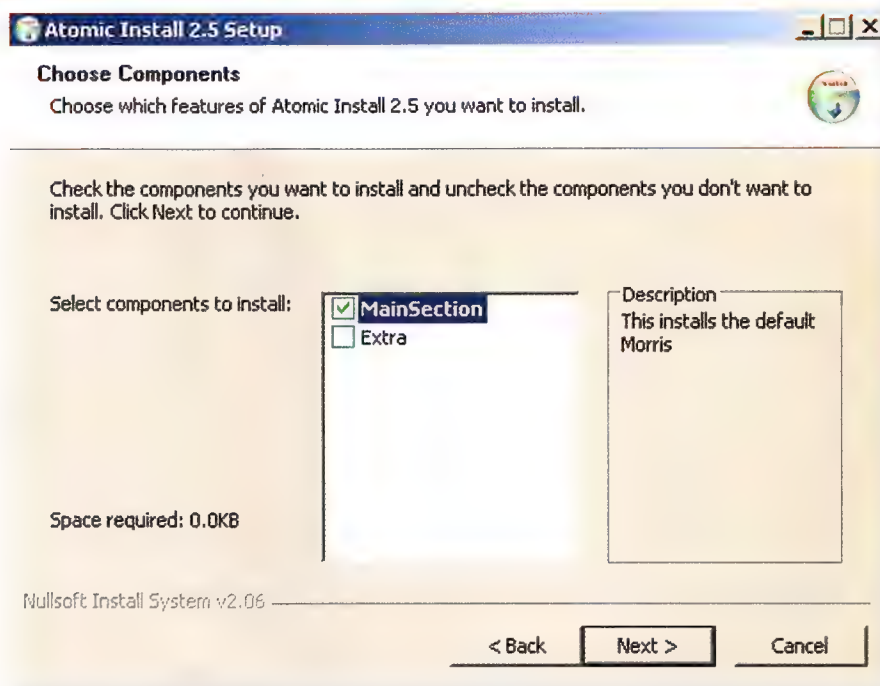 Atomic Install 2.5 Setup
Choose Components
Choose which features of Atomic Install 2.5 you want to install.
Check the components you want to install and uncheck the components you don't want to
install. Click Next to continue.
Select components to install:
MainSection
Extra
Description
This installs the default
Morris
Space required: 0.0KB
Nullsoft Install System v2.06
< Back
Next >
Cancel